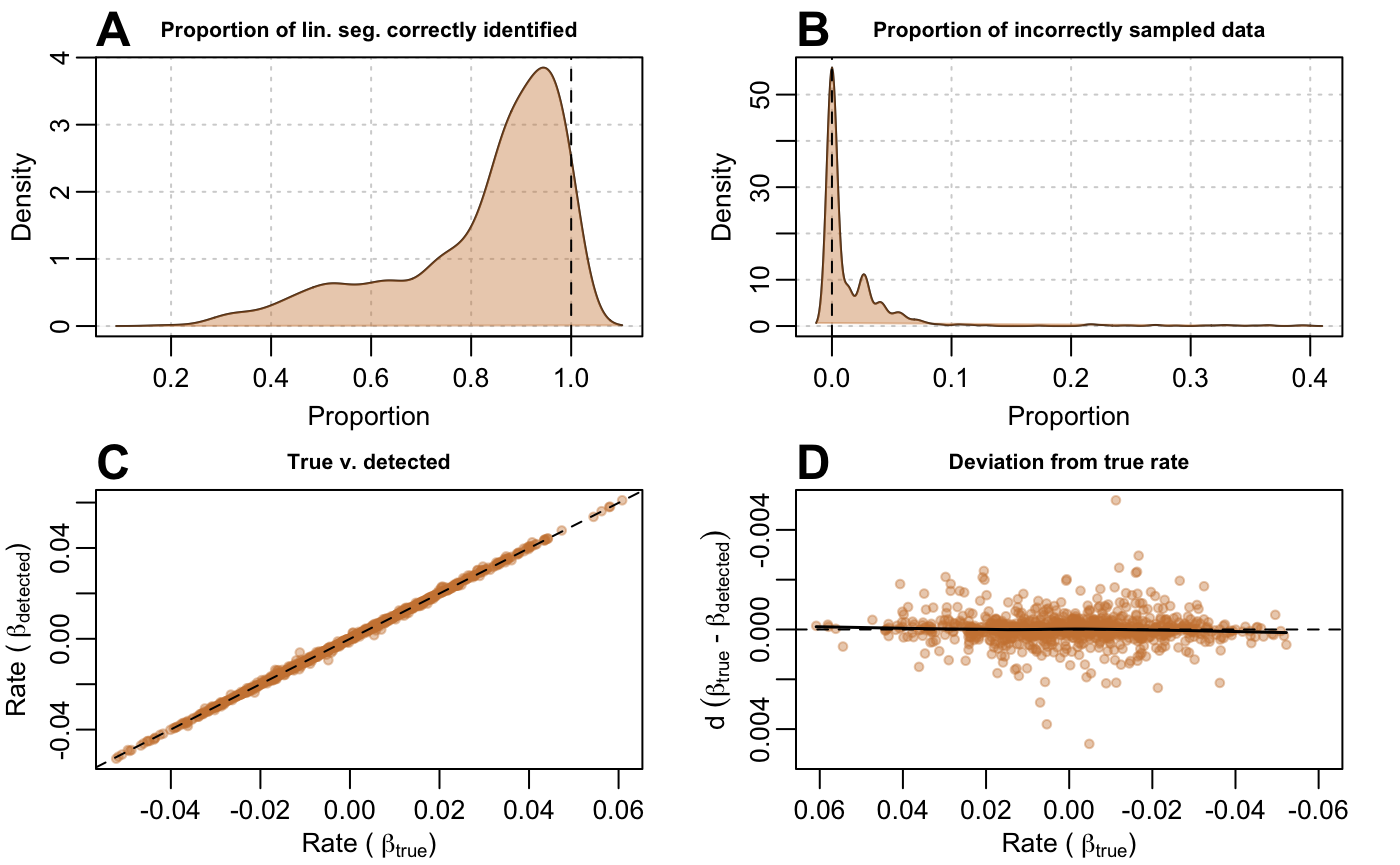 A Proportion of lin. seg. correctly identified
4
3
2
1
0
Density
0.2 0.4 0.6 0.8 1.0
Proportion
B Proportion of incorrectly sampled data
50
30
10
0
Density
0.0 0.1 0.2 0.3 0.4
Proportion
C True v. detected
0.04
0.00
-0.04
Rate ( βdetected)
-0.04 -0.02 0.00 0.02 0.04 0.06
Rate ( βtrue)
D Deviation from true rate
-0.004
0.000
0.004
d (βtrue - βdetected)
0.06 0.04 0.02 0.00 -0.02 -0.04 -0.06
Rate ( βtrue)